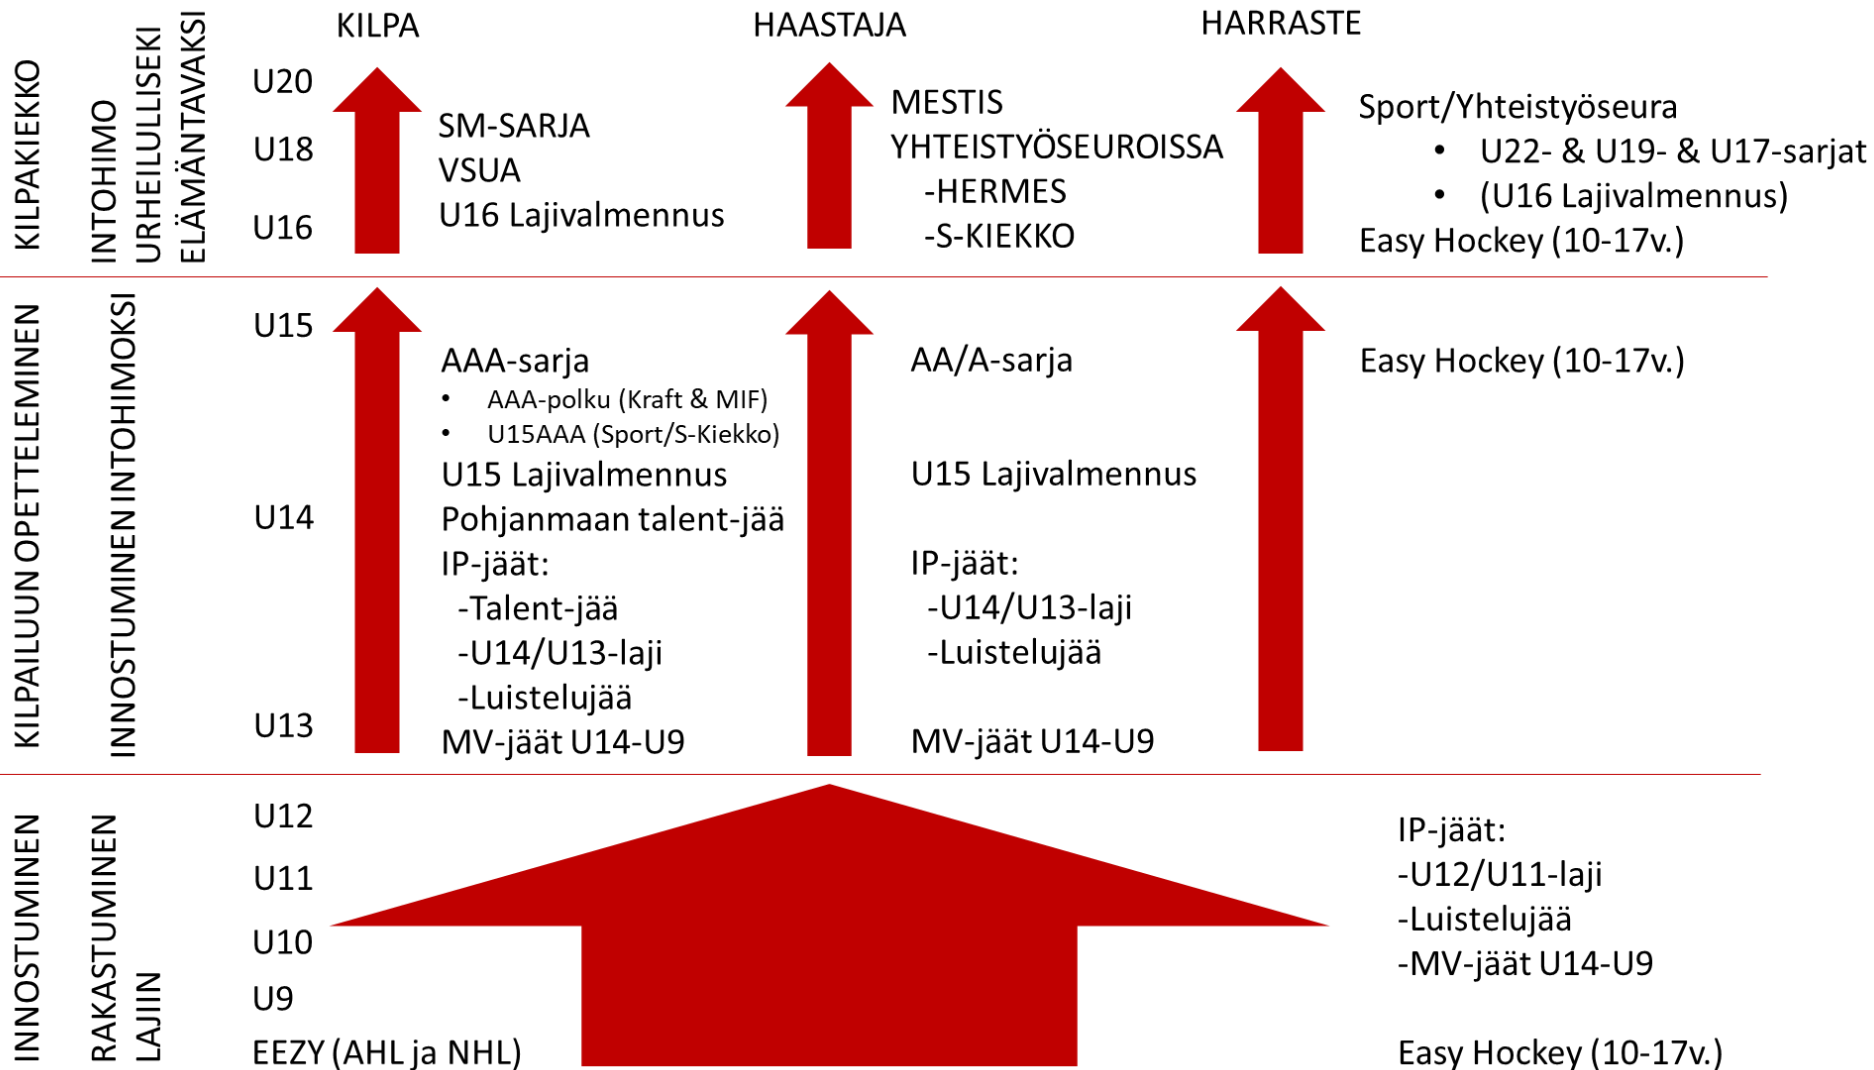 KILPA
HAASTAJA
HARRASTE
KILPAKIEKKO
INTOHIMO
URHEILULLISEKI
ELÄMÄNTAVAKSI
U20
U18
U16
SM-SARJA
VSUA
U16 Lajivalmennus
MESTIS
YHTEISTYÖSEUROISSA
-HERMES
-S-KIEKKO
Sport/Yhteistyöseura
• U22- & U19- & U17-sarjat
• (U16 Lajivalmennus)
Easy Hockey (10-17v.)
KILPAILUUN OPETTELEMINEN
INNOSTUMINEN INTOHIMOKSI
U15
U14
U13
AAA-sarja
• AAA-polku (Kraft & MIF)
• U15AAA (Sport/S-Kiekko)
U15 Lajivalmennus
Pohjanmaan talent-jää
IP-jäät:
-Talent-jää
-U14/U13-laji
-Luistelujää
MV-jäät U14-U9
AA/A-sarja
U15 Lajivalmennus
IP-jäät:
-U14/U13-laji
-Luistelujää
MV-jäät U14-U9
Easy Hockey (10-17v.)
INNOSTUMINEN
RAKASTUMINEN
LAJIIN
U12
U11
U10
U9
EEZY (AHL ja NHL)
IP-jäät:
-U12/U11-laji
-Luistelujää
-MV-jäät U14-U9
Easy Hockey (10-17v.)